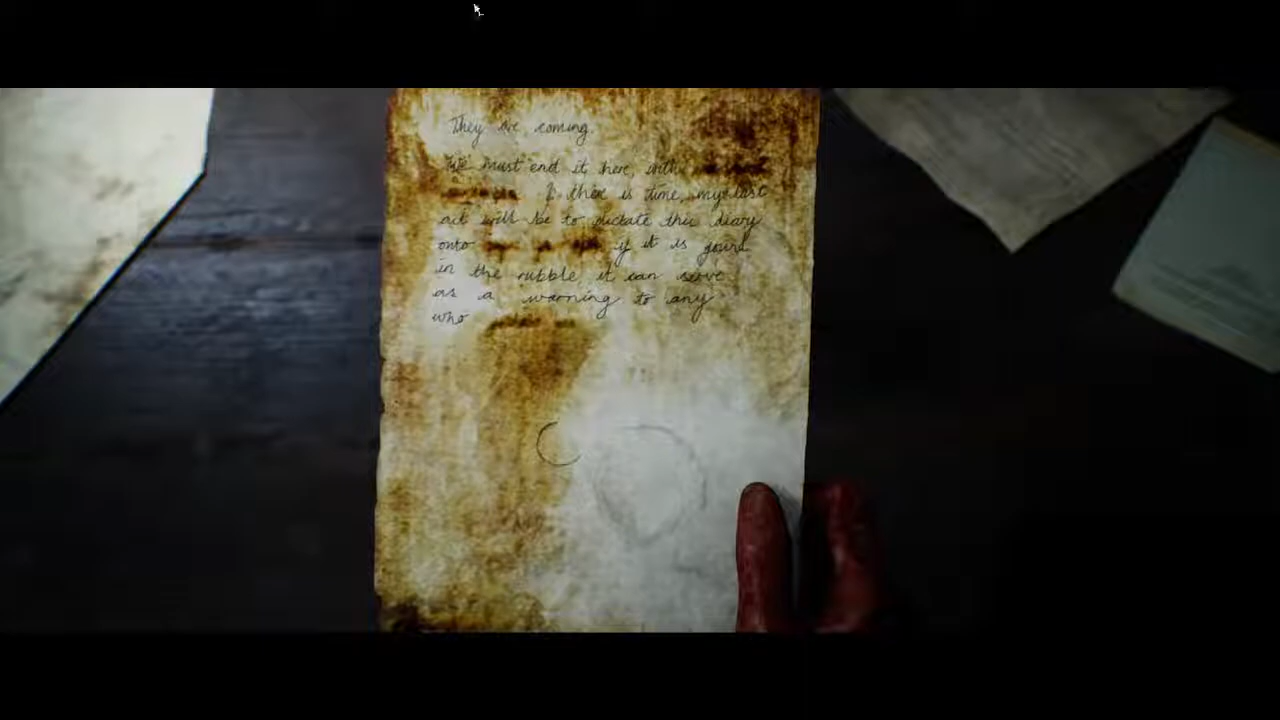 They are coming.
We must end it here, with
If there is time, my last
act will be to dictate this diary
onto if it is found
in the rubble it can serve
as a warning to any
who